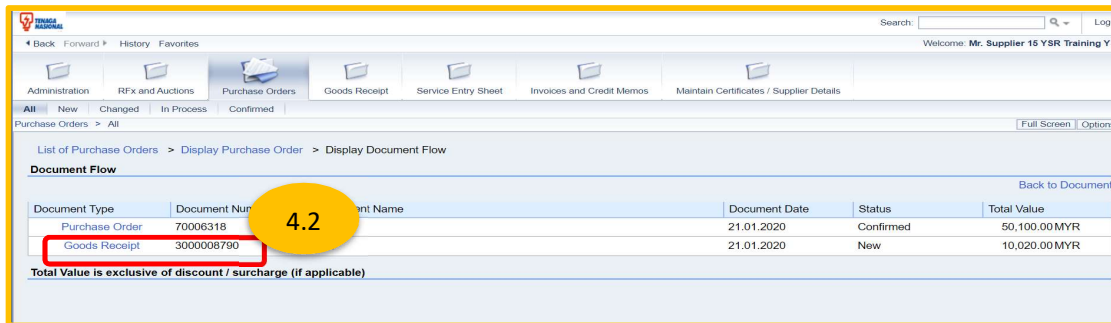 TENAGA
NASIONAL
Search:
Log
Back Forward History Favorites
Welcome: Mr. Supplier 15 YSR Training Y
Administration RFx and Auctions Purchase Orders Goods Receipt Service Entry Sheet Invoices and Credit Memos Maintain Certificates / Supplier Details
All New Changed In Process Confirmed
Purchase Orders > All
Full Screen Option
List of Purchase Orders > Display Purchase Order > Display Document Flow
Document Flow
Back to Document
Document Type Document Num 4.2 ent Name Document Date Status Total Value
Purchase Order 70006318 21.01.2020 Confirmed 50,100.00 MYR
Goods Receipt 3000008790 21.01.2020 New 10,020.00 MYR
Total Value is exclusive of discount / surcharge (if applicable)